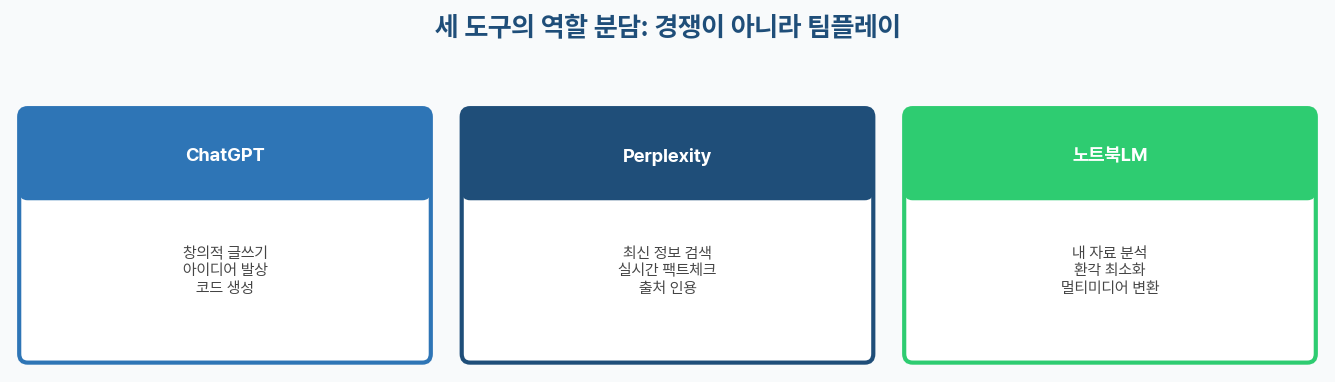 세 도구의 역할 분담: 경쟁이 아니라 팀플레이
ChatGPT
창의적 글쓰기
아이디어 발상
코드 생성
Perplexity
최신 정보 검색
실시간 팩트체크
출처 인용
노트북LM
내 자료 분석
환각 최소화
멀티미디어 변환